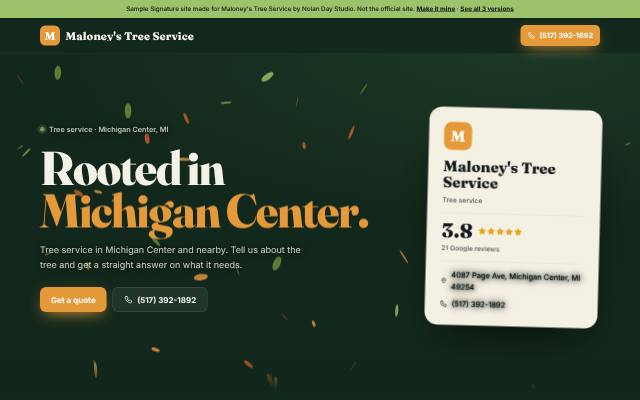 Sample Signature site made for Maloney's Tree Service by Nolan Day Studio. Not the official site. Make it mine · See all 3 versions
M Maloney's Tree Service
(517) 392-1892
Tree service · Michigan Center, MI
Rooted in
Michigan Center.
Tree service in Michigan Center and nearby. Tell us about the
tree and get a straight answer on what it needs.
Get a quote
(517) 392-1892
M
Maloney's Tree
Service
Tree service
3.8 ★★★★★
21 Google reviews
4087 Page Ave, Michigan Center, MI
49254
(517) 392-1892